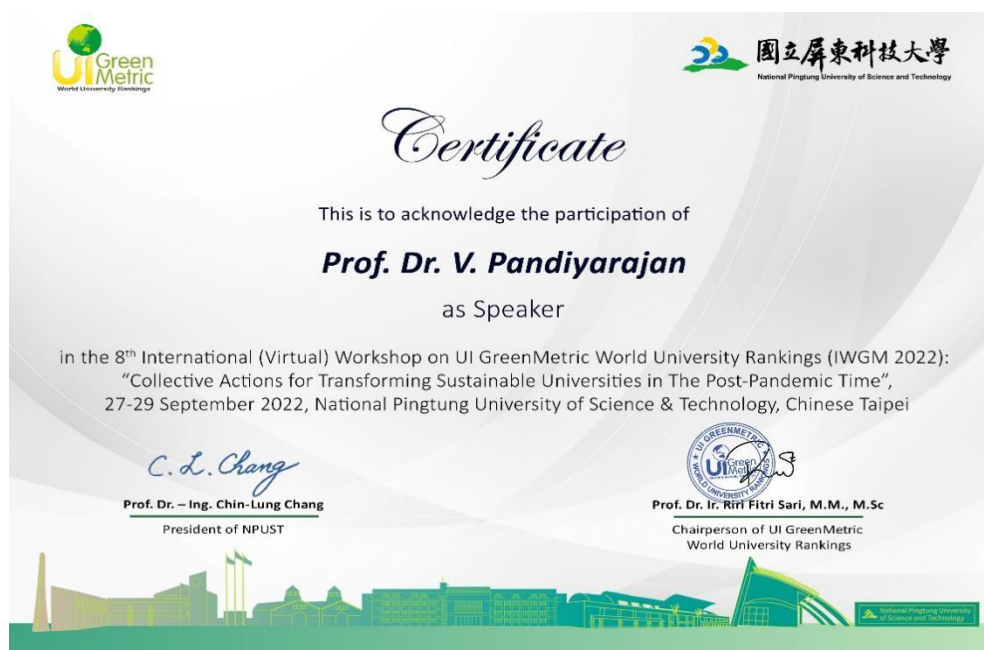 UI Green
Metric
World University Rankings
國立屏東科技大學
National Pingtung University of Science and Technology
Certificate
This is to acknowledge the participation of
Prof. Dr. V. Pandiyarajan
as Speaker
in the 8th International (Virtual) Workshop on UI GreenMetric World University Rankings (IWGM 2022):
“Collective Actions for Transforming Sustainable Universities in The Post-Pandemic Time”,
27-29 September 2022, National Pingtung University of Science & Technology, Chinese Taipei
C. L. Chang
UI GREENMETRIC
UI Green
Metric
WORLD UNIVERSITY RANKINGS
Prof. Dr. – Ing. Chin-Lung Chang
Prof. Dr. Ir. Riri Fitri Sari, M.M., M.Sc
President of NPUST
Chairperson of UI GreenMetric
World University Rankings
National Pingtung University
of Science and Technology